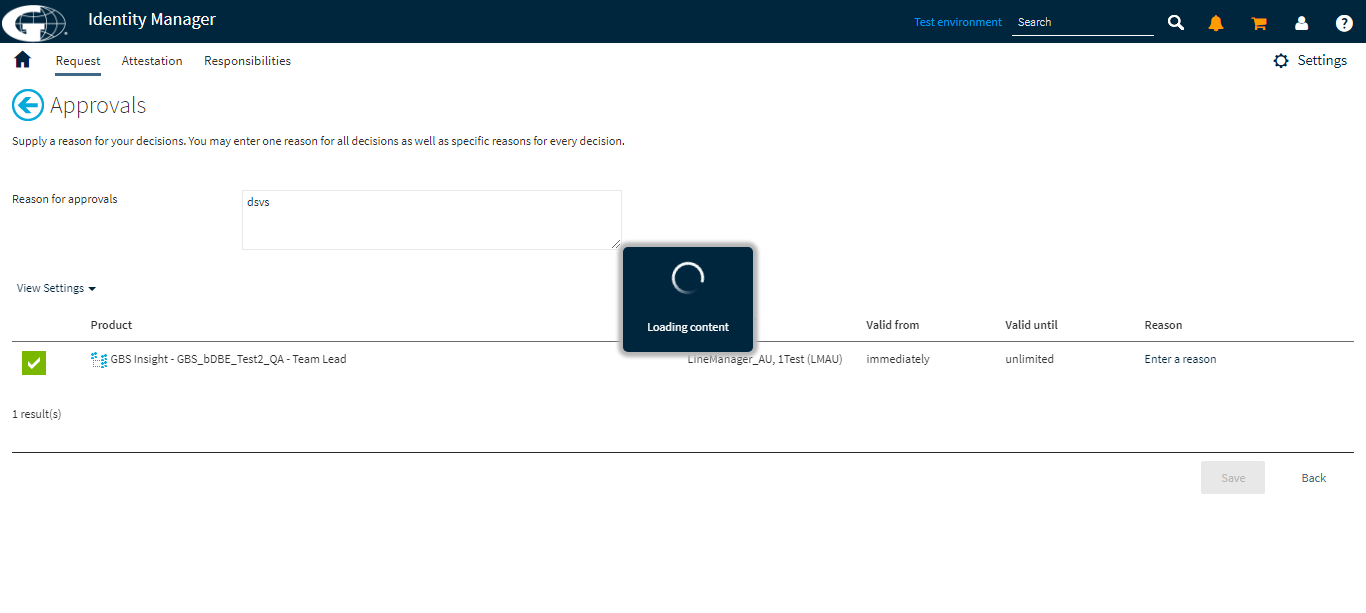 Identity Manager
Test environment
Search
Request
Attestation
Responsibilities
Settings
Approvals
Supply a reason for your decisions. You may enter one reason for all decisions as well as specific reasons for every decision.
Reason for approvals
dsvs
View Settings
Loading content
Product
Valid from
Valid until
Reason
GBS Insight - GBS_bDBE_Test2_QA - Team Lead
LineManager_AU, 1Test (LMAU)
immediately
unlimited
Enter a reason
1 result(s)
Save
Back